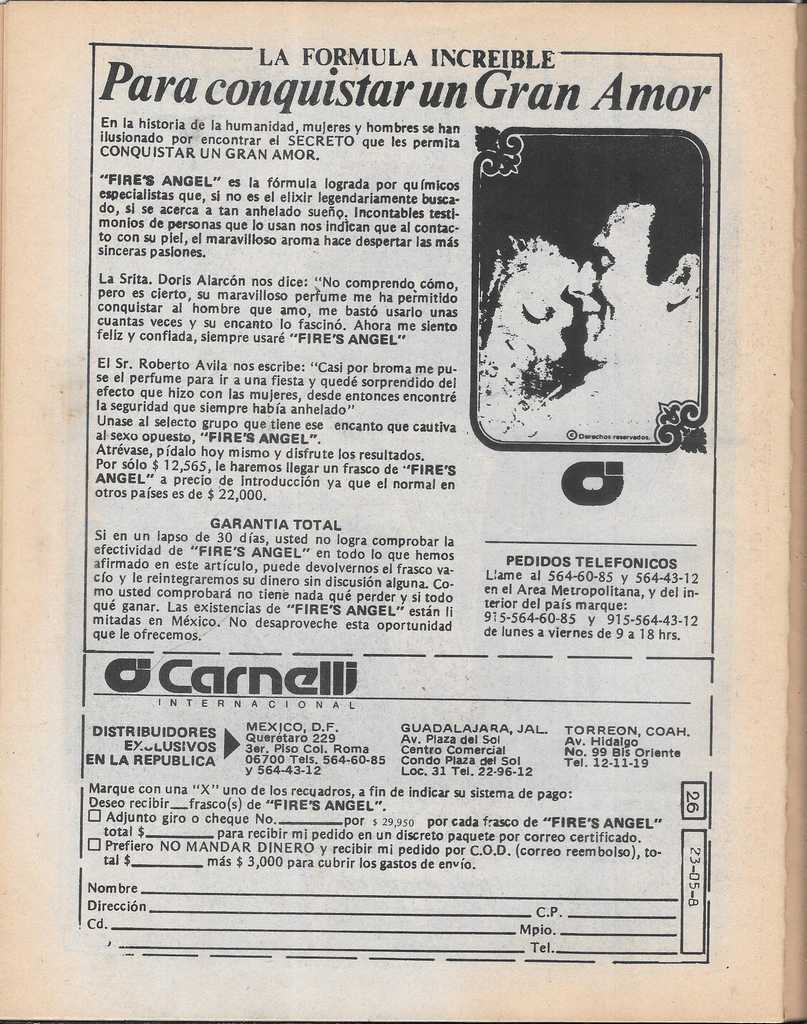 LA FORMULA INCREIBLE
Para conquistar un Gran Amor
En la historia de la humanidad, mujeres y hombres se han
ilusionado por encontrar el SECRETO que les permita
CONQUISTAR UN GRAN AMOR.
"FIRE'S ANGEL" es la fórmula lograda por químicos
especialistas que, si no es el elixir legendariamente busca-
do, si se acerca a tan anhelado sueño. Incontables testi-
monios de personas que lo usan nos indican que al contac-
to con su piel, el maravilloso aroma hace despertar las más
sinceras pasiones.
La Srita. Doris Alarcón nos dice: "No comprendo cómo,
pero es cierto, su maravilloso perfume me ha permitido
conquistar al hombre que amo, me bastó usarlo unas
cuantas veces y su encanto lo fascinó. Ahora me siento
feliz y confiada, siempre usaré "FIRE'S ANGEL"
El Sr. Roberto Avila nos escribe: "Casi por broma me pu-
se el perfume para ir a una fiesta y quedé sorprendido del
efecto que hizo con las mujeres, desde entonces encontré
la seguridad que siempre había anhelado"
Unase al selecto grupo que tiene ese encanto que cautiva
al sexo opuesto, "FIRE'S ANGEL".
Atrévase, pídalo hoy mismo y disfrute los resultados.
Por sólo $ 12,565, le haremos llegar un frasco de "FIRE'S
ANGEL" a precio de introducción ya que el normal en
otros países es de $ 22,000.
GARANTIA TOTAL
Si en un lapso de 30 días, usted no logra comprobar la
efectividad de "FIRE'S ANGEL" en todo lo que hemos
afirmado en este artículo, puede devolvernos el frasco va-
cío y le reintegraremos su dinero sin discusión alguna. Co-
mo usted comprobará no tiene nada qué perder y si todo
qué ganar. Las existencias de "FIRE'S ANGEL" están li
mitadas en México. No desaproveche esta oportunidad
que le ofrecemos.
© Derechos reservados.
PEDIDOS TELEFONICOS
Llame al 564-60-85 y 564-43-12
en el Area Metropolitana, y del in-
terior del país marque:
915-564-60-85 y 915-564-43-12
de lunes a viernes de 9 a 18 hrs.
Carnelli
INTERNACIONAL
DISTRIBUIDORES
EXCLUSIVOS
EN LA REPUBLICA
MEXICO, D.F.
Querétaro 229
3er. Piso Col. Roma
06700 Tels. 564-60-85
y 564-43-12
GUADALAJARA, JAL.
Av. Plaza del Sol
Centro Comercial
Condo Plaza del Sol
Loc. 31 Tel. 22-96-12
TORREON, COAH.
Av. Hidalgo
No. 99 Bis Oriente
Tel. 12-11-19
Marque con una "X" uno de los recuadros, a fin de indicar su sistema de pago:
Deseo recibir___frasco(s) de "FIRE'S ANGEL".
Adjunto giro o cheque No.________por $ 29,950 por cada frasco de "FIRE'S ANGEL"
total $________ para recibir mi pedido en un discreto paquete por correo certificado.
Prefiero NO MANDAR DINERO y recibir mi pedido por C.O.D. (correo reembolso), to-
tal $________ más $ 3,000 para cubrir los gastos de envío.
Nombre
Dirección C.P.
Cd. Mpio.
, Tel.
26
23-05-8